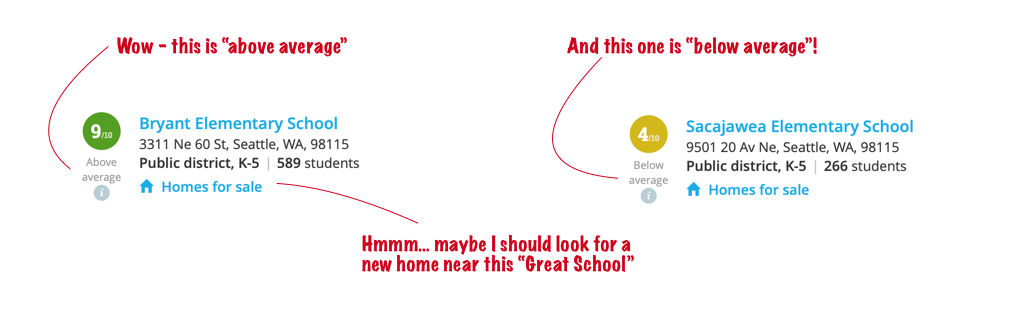 Wow - this is "above average"
And this one is "below average"!
9/10
Above
average
i
Bryant Elementary School
3311 Ne 60 St, Seattle, WA, 98115
Public district, K-5 | 589 students
Homes for sale
4/10
Below
average
i
Sacajawea Elementary School
9501 20 Av Ne, Seattle, WA, 98115
Public district, K-5 | 266 students
Homes for sale
Hmmm... maybe I should look for a
new home near this "Great School"